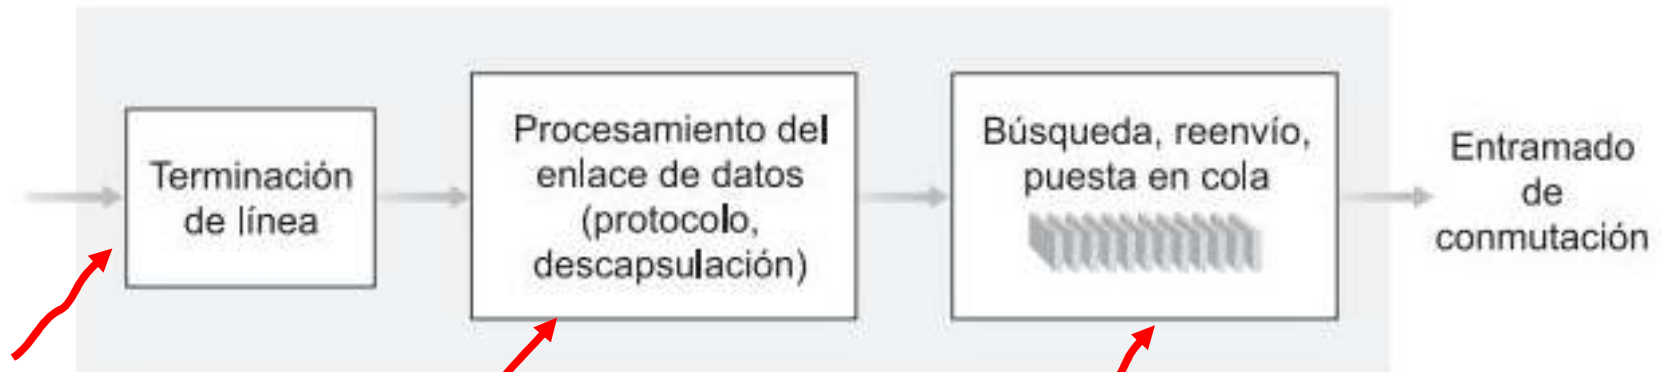 Terminación
de línea
Procesamiento del
enlace de datos
(protocolo,
descapsulación)
Búsqueda, reenvío,
puesta en cola
Entramado
de
conmutación